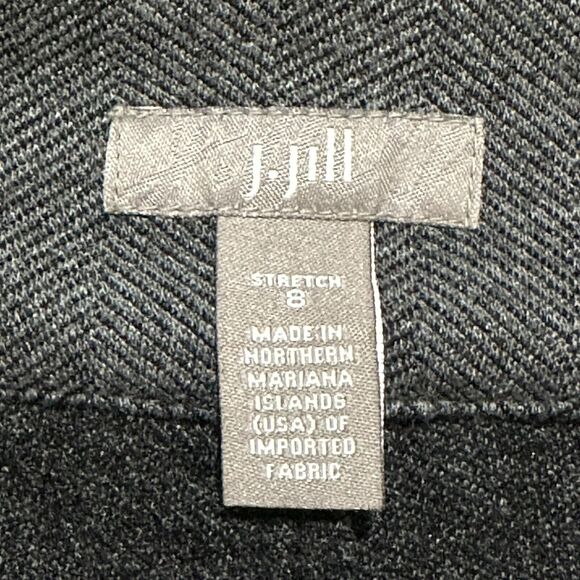 J.Jill
STRETCH
8
MADE IN
NORTHERN
MARIANA
ISLANDS
(USA) OF
IMPORTED
FABRIC